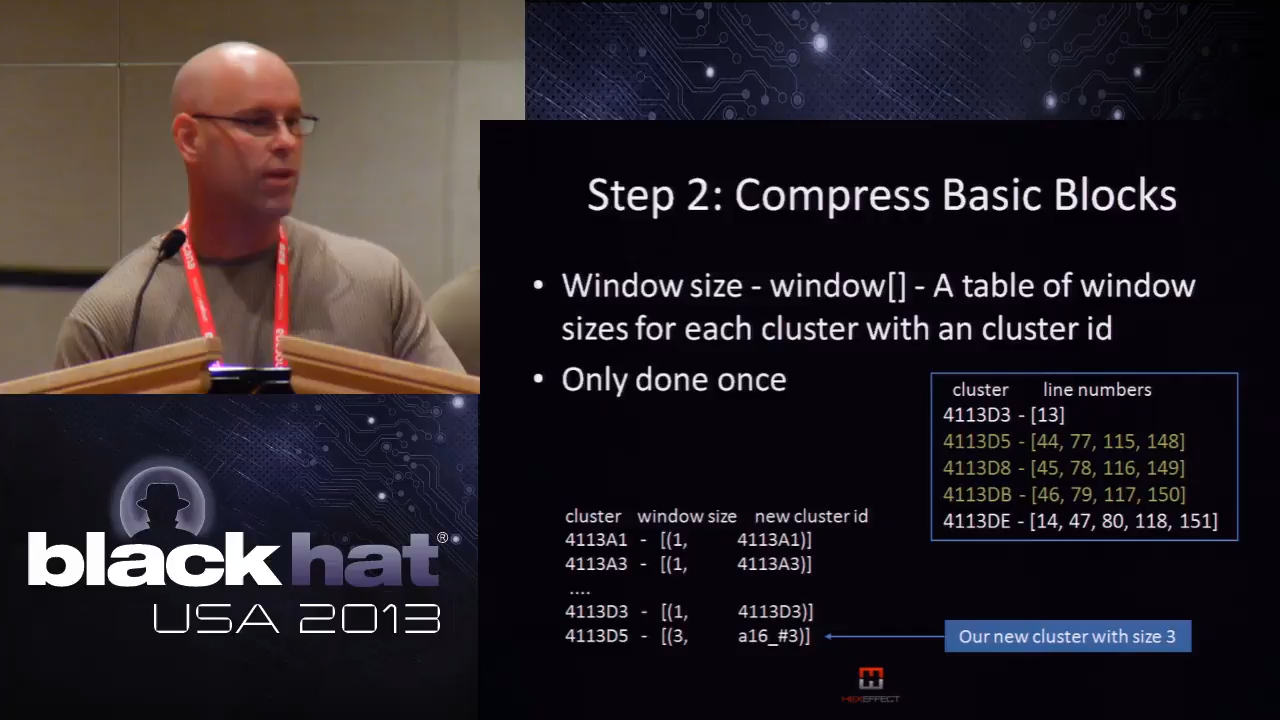 Step 2: Compress Basic Blocks
• Window size - window[] - A table of window
sizes for each cluster with an cluster id
• Only done once
cluster line numbers
4113D3 - [13]
4113D5 - [44, 77, 115, 148]
4113D8 - [45, 78, 116, 149]
4113DB - [46, 79, 117, 150]
4113DE - [14, 47, 80, 118, 151]
cluster window size new cluster id
4113A1 - [(1, 4113A1)]
4113A3 - [(1, 4113A3)]
....
4113D3 - [(1, 4113D3)]
4113D5 - [(3, a16_#3)]
Our new cluster with size 3
HEXEFFECT
black hat®
USA 2013